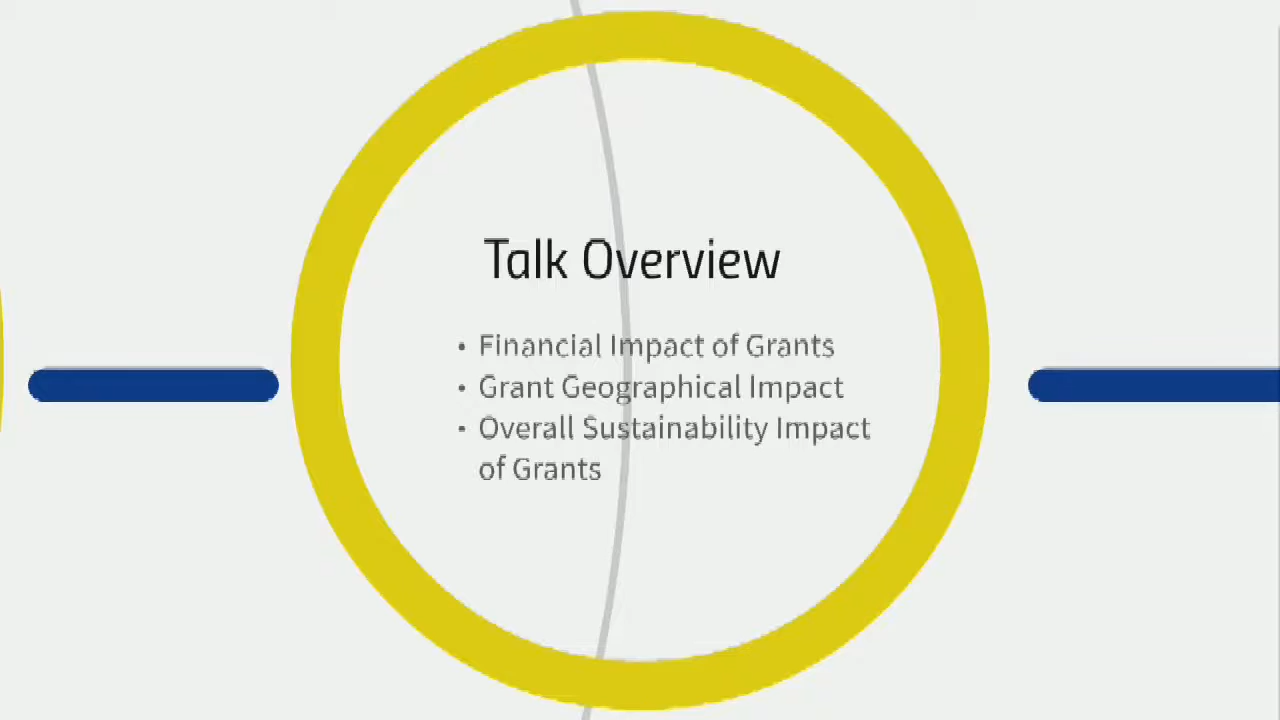 Talk Overview
• Financial Impact of Grants
• Grant Geographical Impact
• Overall Sustainability Impact
of Grants